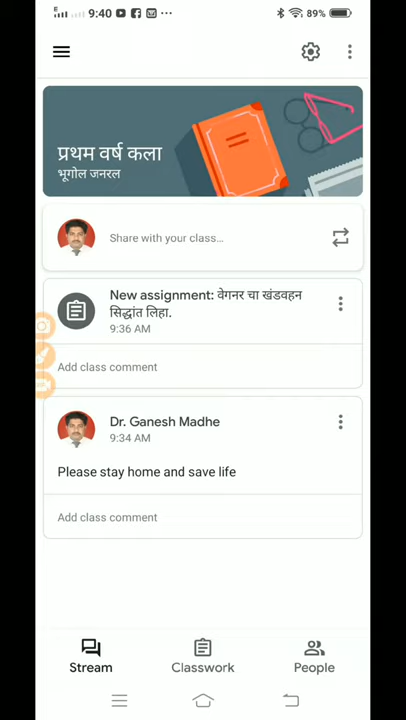 9:40
89%
प्रथम वर्ष कला
भूगोल जनरल
Share with your class...
New assignment: वेगनर चा खंडवहन
सिद्धांत लिहा.
9:36 AM
Add class comment
Dr. Ganesh Madhe
9:34 AM
Please stay home and save life
Add class comment
Stream Classwork People